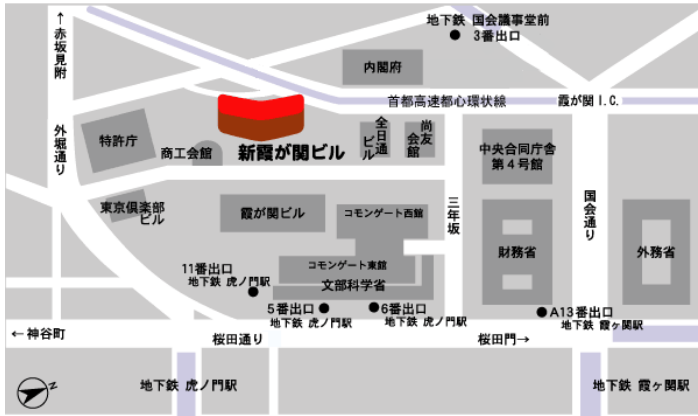 ↑赤坂見附
地下鉄 国会議事堂前
3番出口
内閣府
首都高速都心環状線
霞が関 I.C.
外堀通り
特許庁
商工会館
新霞が関ビル
全日通
ビル
尚友
会館
中央合同庁舎
第4号館
東京倶楽部
ビル
霞が関ビル
コモンゲート西館
三年坂
国会通り
財務省
外務省
コモンゲート東館
文部科学省
11番出口
地下鉄 虎ノ門駅
5番出口
地下鉄 虎ノ門駅
6番出口
地下鉄 虎ノ門駅
A13番出口
地下鉄 霞ヶ関駅
←神谷町
桜田通り
桜田門→
N
地下鉄 虎ノ門駅
地下鉄 霞ヶ関駅